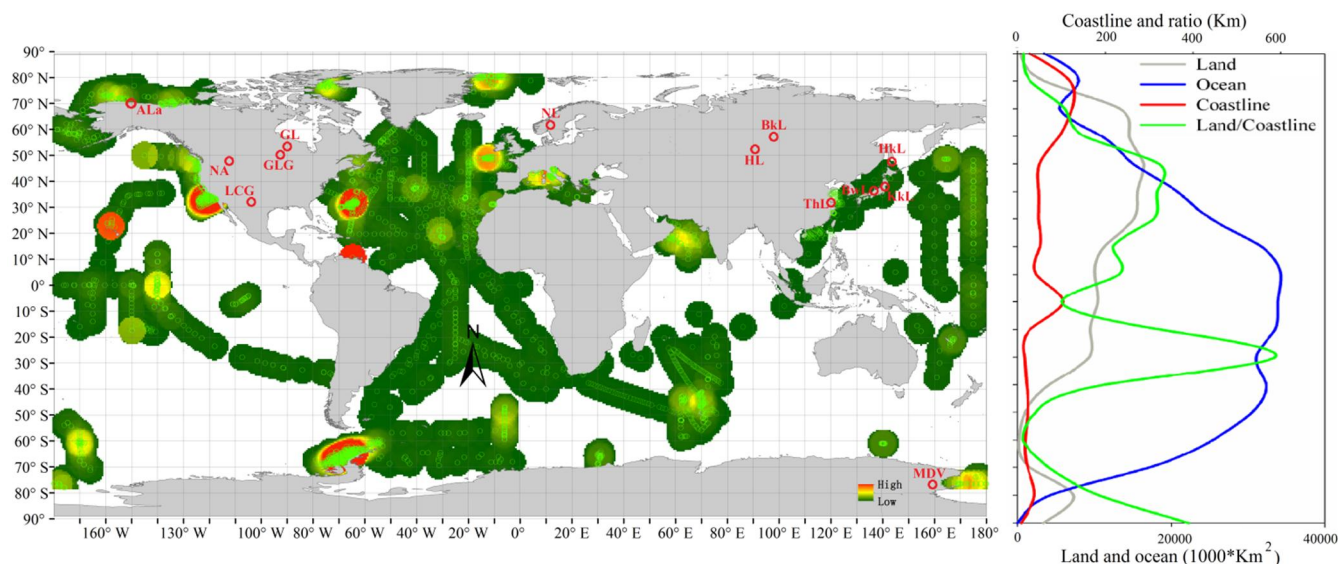 Coastline and ratio (Km)
0 200 400 600
Land
Ocean
Coastline
Land/Coastline
90°
80° N
70° N
60° N
50° N
40° N
30° N
20° N
10° N
0°
10° S
20° S
30° S
40° S
50° S
60° S
70° S
80° S
90°
ALa
GL
GLG
NA
LCG
NL
BkL
HL
HkL
KkL
ThL
N
MDV
High
Low
160° W 130° W 100° W 80° W 60° W 40° W 20° W 0° 20° E 40° E 60° E 80° E 100° E 120° E 140° E 180°
0 20000 40000
Land and ocean (1000*Km²)